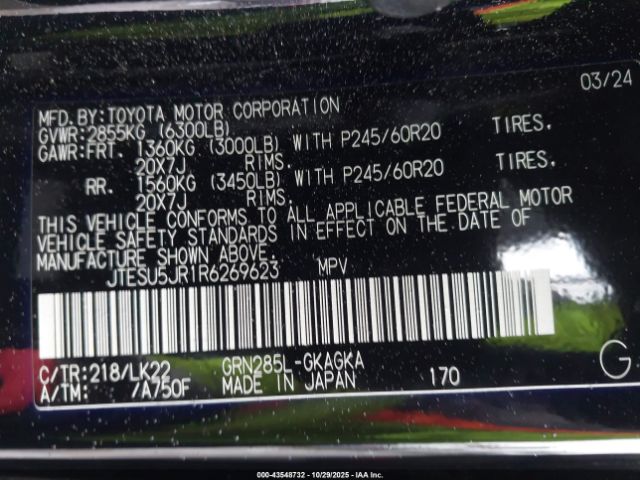 03/24
MFD. BY: TOYOTA MOTOR CORPORATION
GVWR: 2855KG (6300LB)
GAWR: FRT. 1360KG (3000LB) WITH P245/60R20 TIRES.
20X7J RIMS.
RR. 1560KG (3450LB) WITH P245/60R20 TIRES.
20X7J RIMS.
THIS VEHICLE CONFORMS TO ALL APPLICABLE FEDERAL MOTOR
VEHICLE SAFETY STANDARDS IN EFFECT ON THE DATE OF
MANUFACTURE SHOWN ABOVE.
JTESU5JR1R6269623 MPV
C/TR: 218/LK22 GRN285L-GKAGKA
A/TM: /A750F MADE IN JAPAN 170 G
000-43548732 - 10/29/2025 - IAA Inc.